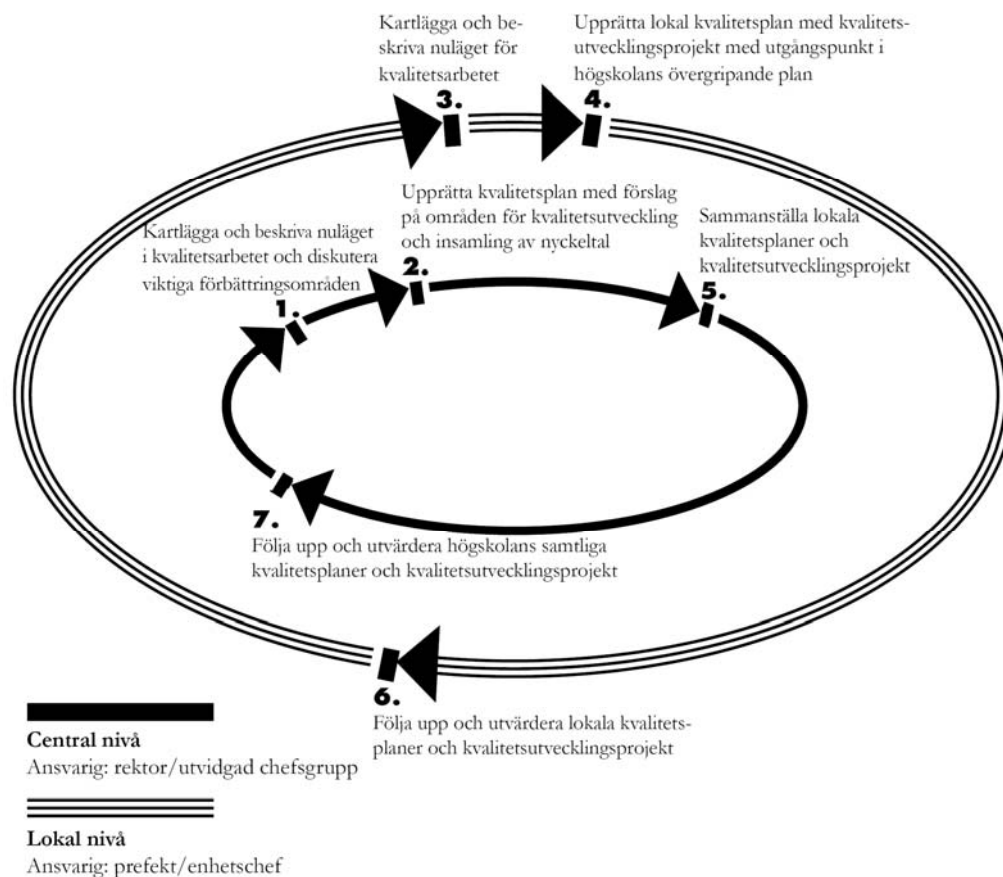 Kartlägga och be-
skriva nuläget för
kvalitetsarbetet
3.
Upprätta lokal kvalitetsplan med kvalitets-
utvecklingsprojekt med utgångspunkt i
högskolans övergripande plan
4.
Kartlägga och beskriva nuläget
i kvalitetsarbetet och diskutera
viktiga förbättringsområden
1.
Upprätta kvalitetsplan med förslag
på områden för kvalitetsutveckling
och insamling av nyckeltal
2.
Sammanställa lokala
kvalitetsplaner och
kvalitetsutvecklingsprojekt
5.
7.
Följa upp och utvärdera högskolans samtliga
kvalitetsplaner och kvalitetsutvecklingsprojekt
6.
Följa upp och utvärdera lokala kvalitets-
planer och kvalitetsutvecklingsprojekt
Central nivå
Ansvarig: rektor/utvidgad chefsgrupp
Lokal nivå
Ansvarig: prefekt/enhetschef